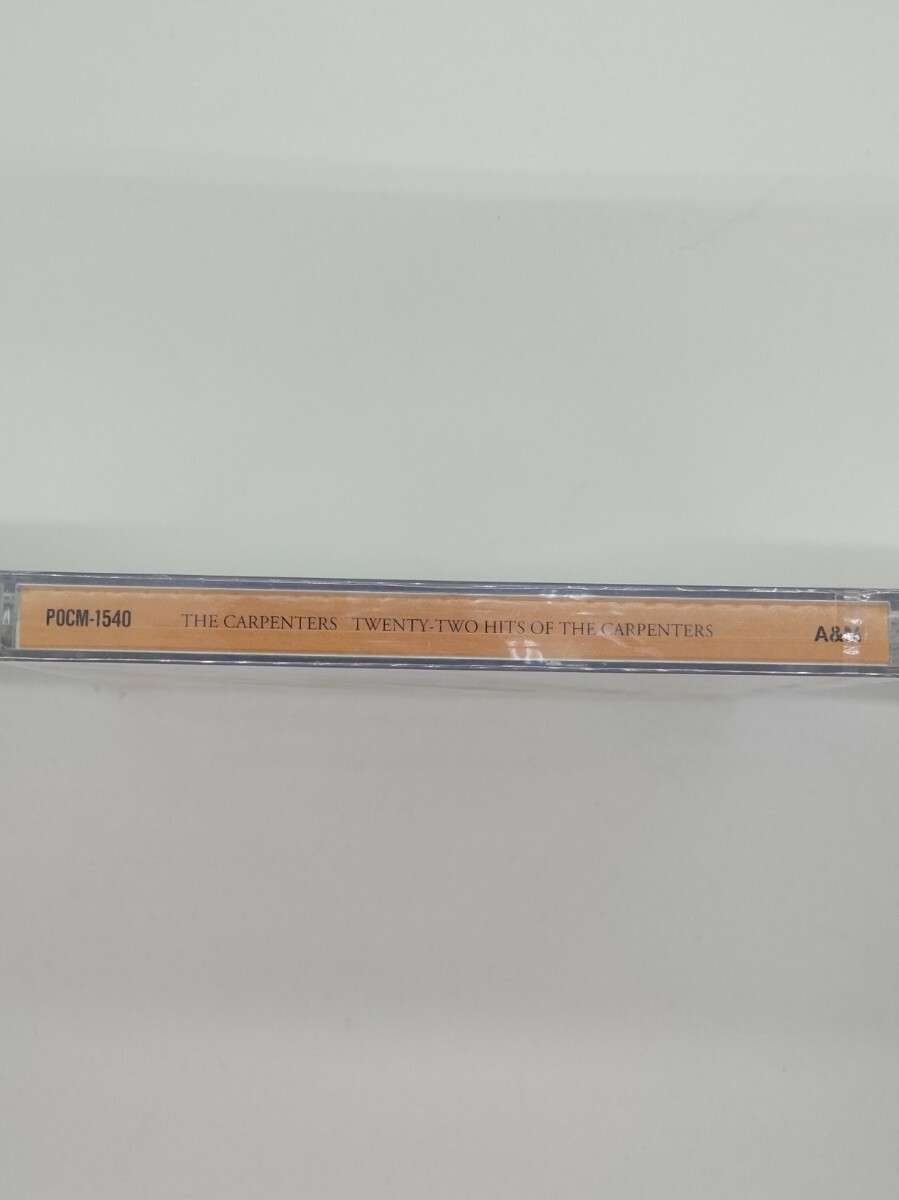 POCM-1540 THE CARPENTERS TWENTY-TWO HITS OF THE CARPENTERS A&M